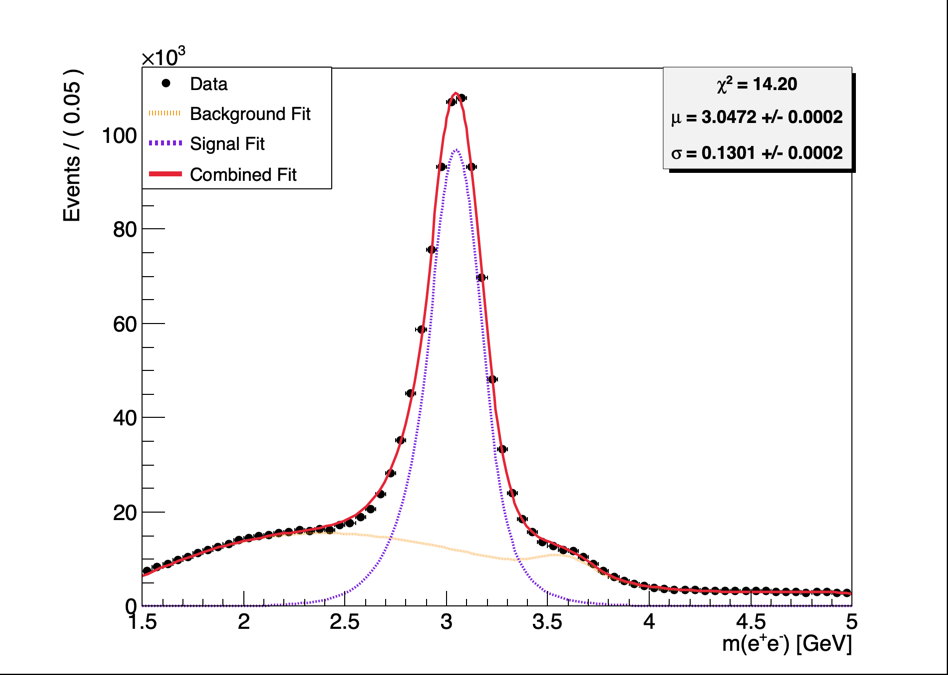 ×10³
Events / ( 0.05 )
Data
Background Fit
Signal Fit
Combined Fit
χ² = 14.20
μ = 3.0472 +/- 0.0002
σ = 0.1301 +/- 0.0002
100
80
60
40
20
0
1.5 2 2.5 3 3.5 4 4.5 5
m(e⁺e⁻) [GeV]